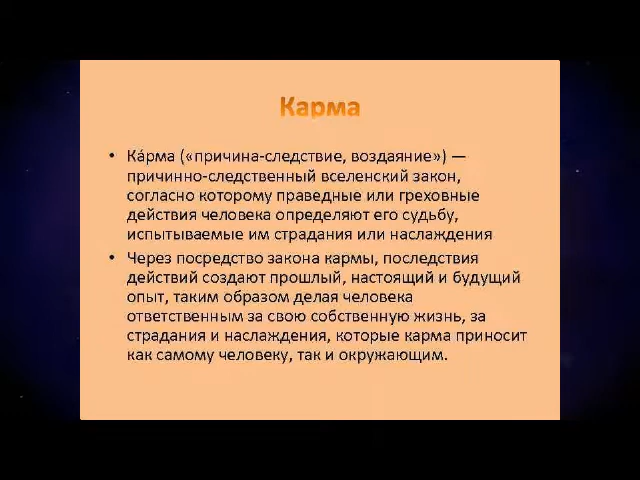 Карма
• Ка́рма («причина-следствие, воздаяние») —
причинно-следственный вселенский закон,
согласно которому праведные или греховные
действия человека определяют его судьбу,
испытываемые им страдания или наслаждения
• Через посредство закона кармы, последствия
действий создают прошлый, настоящий и будущий
опыт, таким образом делая человека
ответственным за свою собственную жизнь, за
страдания и наслаждения, которые карма приносит
как самому человеку, так и окружающим.